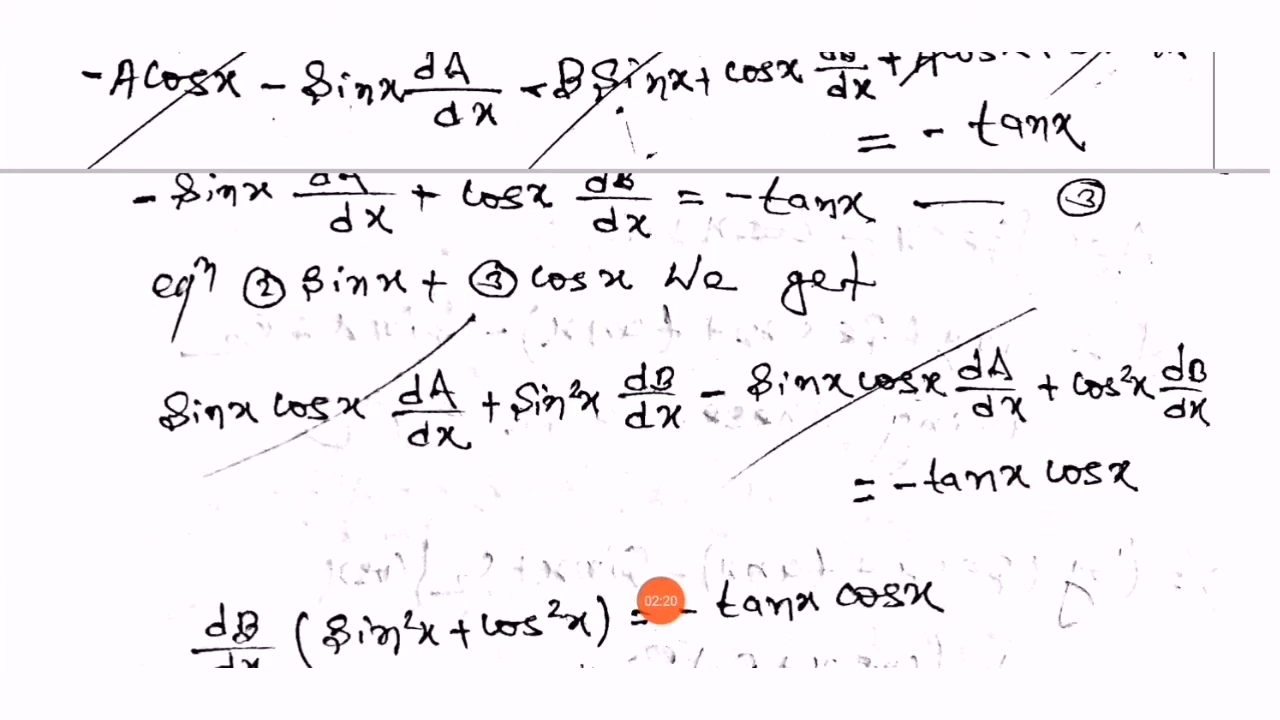 -A cosx - Sinx dA/dx - B Sinx + cosx dB/dx +
= - tanx
- Sinx dA/dx + cosx dB/dx = - tanx —— ③
eqn ② Sinx + ③ cosx We get
Sinx cosx dA/dx + Sin²x dB/dx - Sinx cosx dA/dx + cos²x dB/dx
= - tanx cosx
02:20
dB/dx (Sin²x + cos²x) = - tanx cosx